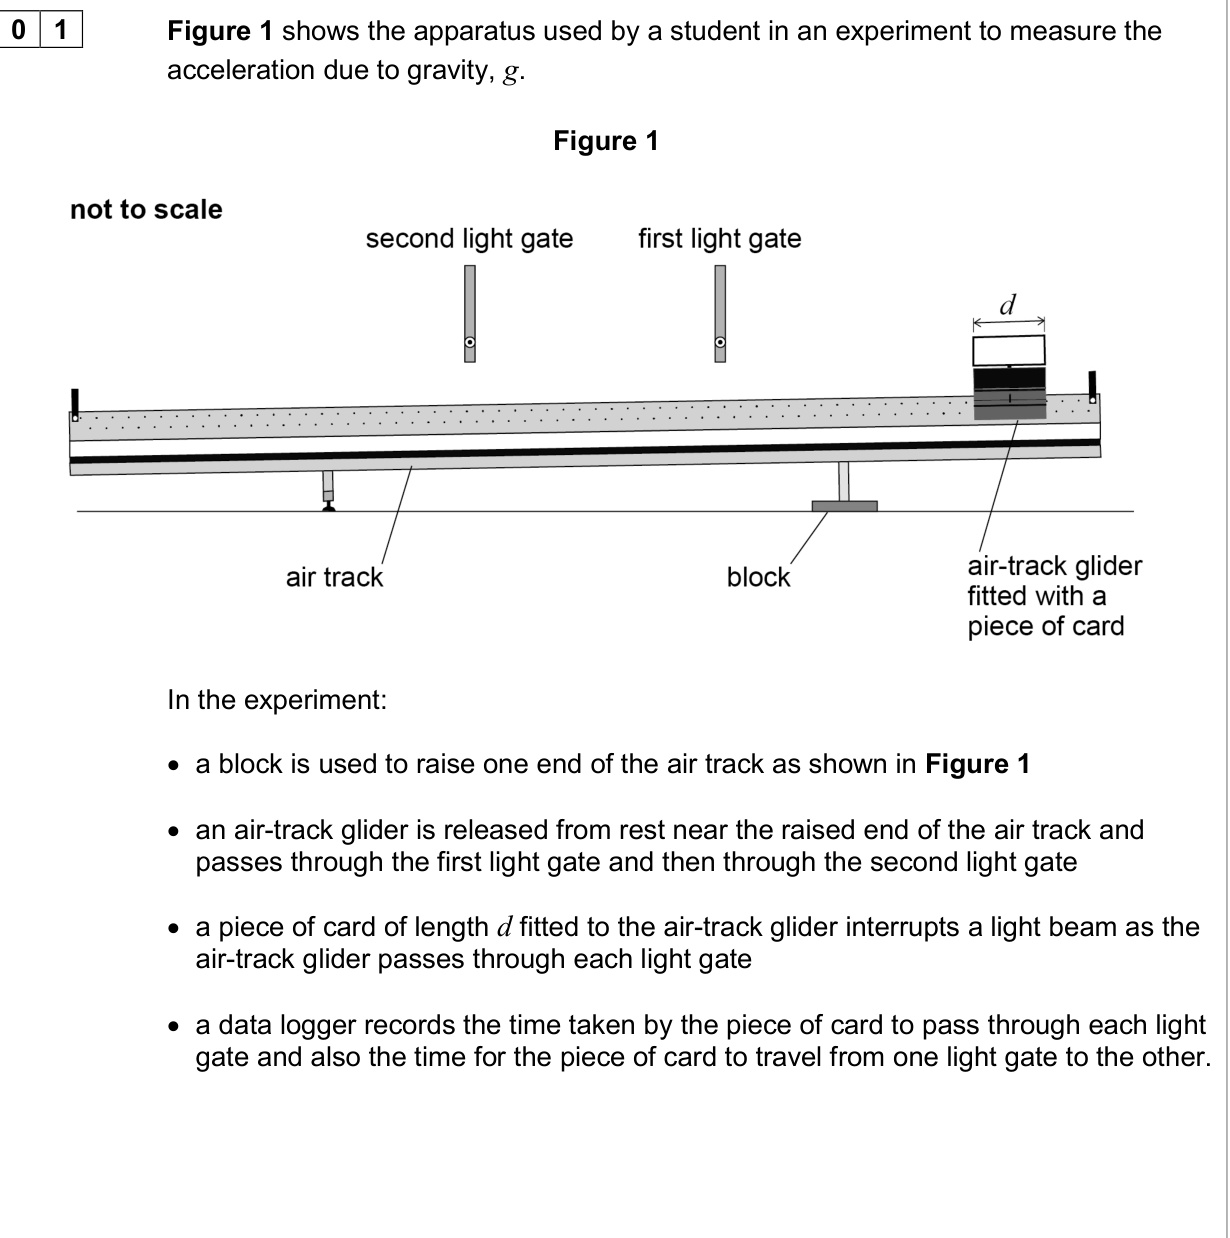 0 1
Figure 1 shows the apparatus used by a student in an experiment to measure the
acceleration due to gravity, g.
Figure 1
not to scale
second light gate
first light gate
d
air track
block
air-track glider
fitted with a
piece of card
In the experiment:
• a block is used to raise one end of the air track as shown in Figure 1
• an air-track glider is released from rest near the raised end of the air track and
passes through the first light gate and then through the second light gate
• a piece of card of length d fitted to the air-track glider interrupts a light beam as the
air-track glider passes through each light gate
• a data logger records the time taken by the piece of card to pass through each light
gate and also the time for the piece of card to travel from one light gate to the other.